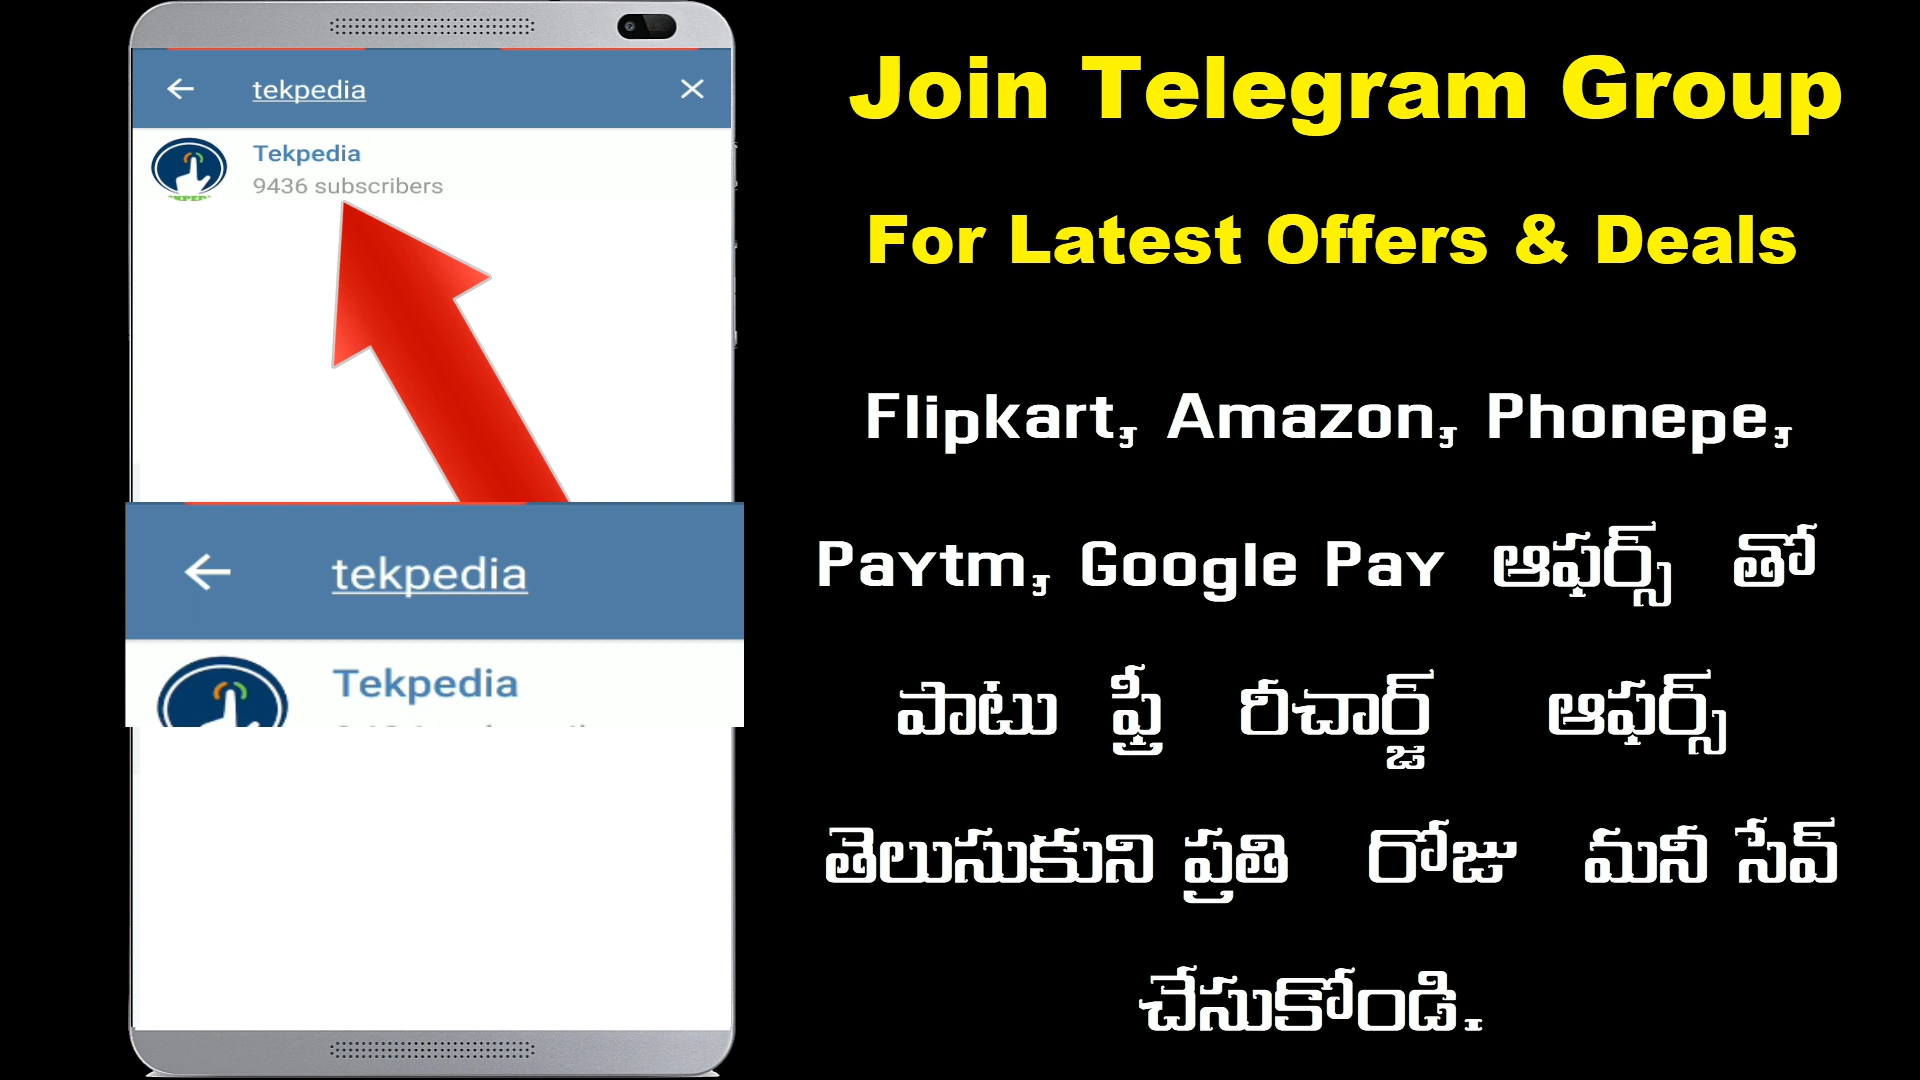 tekpedia
Tekpedia
9436 subscribers
tekpedia
Tekpedia
Join Telegram Group
For Latest Offers & Deals
Flipkart, Amazon, Phonepe,
Paytm, Google Pay ఆఫర్స్ తో
పాటు ఫ్రీ రీచార్జ్ ఆఫర్స్
తెలుసుకుని ప్రతి రోజు మనీ సేవ్
చేసుకోండి.